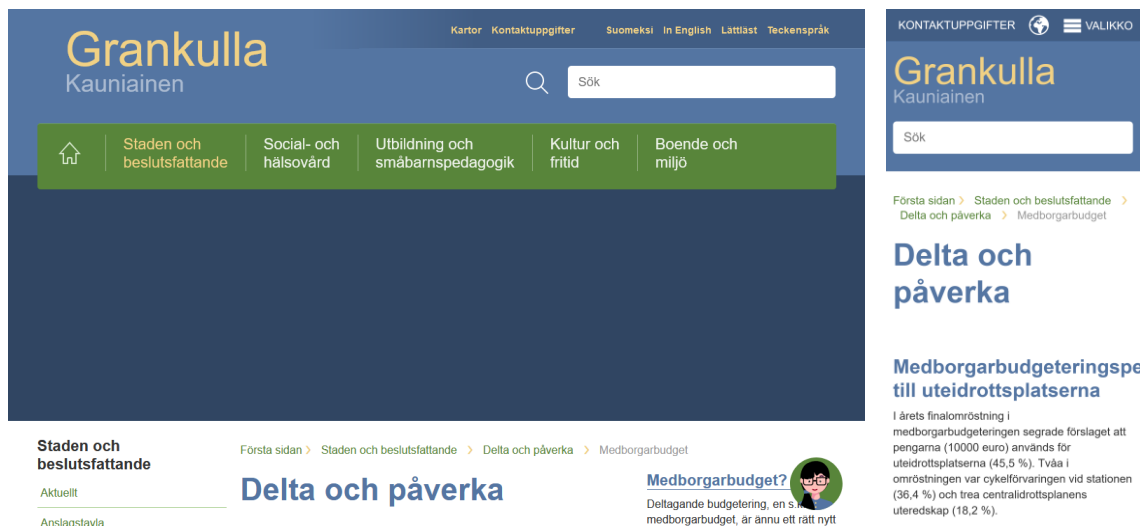 Kartor Kontaktuppgifter Suomeksi In English Lättläst Teckenspråk
Grankulla
Kauniainen
Sök
Staden och beslutsfattande
Social- och hälsovård
Utbildning och småbarnspedagogik
Kultur och fritid
Boende och miljö
Staden och
beslutsfattande
Aktuellt
Anslagstavla
Första sidan Staden och beslutsfattande Delta och påverka Medborgarbudget
Delta och påverka
Medborgarbudget?
Deltagande budgetering, en s.k.
medborgarbudget, är ännu ett rätt nytt
KONTAKTUPPGIFTER VALIKKO
Grankulla
Kauniainen
Sök
Första sidan Staden och beslutsfattande
Delta och påverka Medborgarbudget
Delta och
påverka
Medborgarbudgeteringspe
till uteidrottsplatserna
I årets finalomröstning i
medborgarbudgeteringen segrade förslaget att
pengarna (10000 euro) används för
uteidrottsplatserna (45,5 %). Tvåa i
omröstningen var cykelförvaringen vid stationen
(36,4 %) och trea centralidrottsplanens
uteredskap (18,2 %).